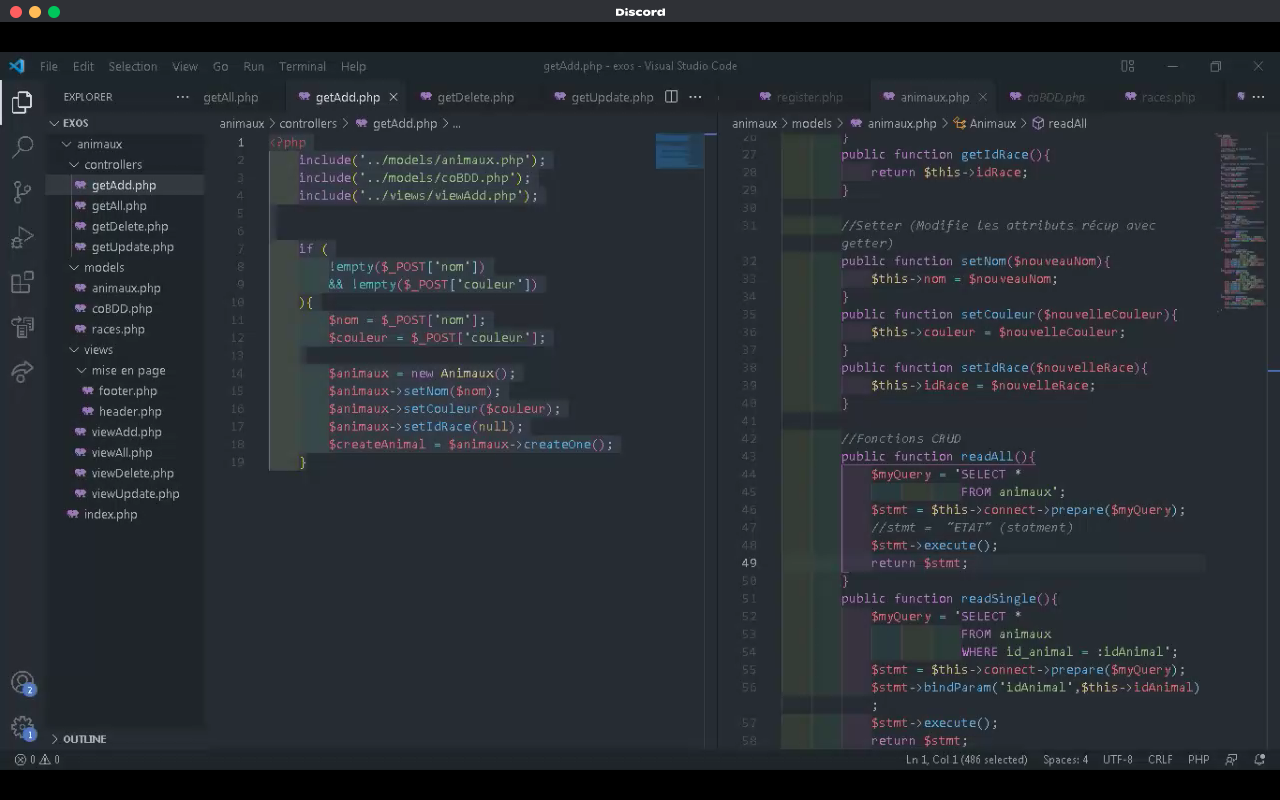 Discord
File Edit Selection View Go Run Terminal Help
getAdd.php - exos - Visual Studio Code
EXPLORER
getAll.php
getAdd.php
getDelete.php
getUpdate.php
register.php
animaux.php
coBDD.php
races.php
EXOS
animaux
controllers
getAdd.php
getAll.php
getDelete.php
getUpdate.php
models
animaux.php
coBDD.php
races.php
views
mise en page
footer.php
header.php
viewAdd.php
viewAll.php
viewDelete.php
viewUpdate.php
index.php
OUTLINE
animaux > controllers > getAdd.php > ...
1 <?php
2 include('../models/animaux.php');
3 include('../models/coBDD.php');
4 include('../views/viewAdd.php');
5
6
7 if (
8 !empty($_POST['nom'])
9 && !empty($_POST['couleur'])
10 ){
11 $nom = $_POST['nom'];
12 $couleur = $_POST['couleur'];
13
14 $animaux = new Animaux();
15 $animaux->setNom($nom);
16 $animaux->setCouleur($couleur);
17 $animaux->setIdRace(null);
18 $createAnimal = $animaux->createOne();
19 }
animaux > models > animaux.php > Animaux > readAll
26 }
27 public function getIdRace(){
28 return $this->idRace;
29 }
30
31 //Setter (Modifie les attributs récup avec
getter)
32 public function setNom($nouveauNom){
33 $this->nom = $nouveauNom;
34 }
35 public function setCouleur($nouvelleCouleur){
36 $this->couleur = $nouvelleCouleur;
37 }
38 public function setIdRace($nouvelleRace){
39 $this->idRace = $nouvelleRace;
40 }
41
42 //Fonctions CRUD
43 public function readAll(){
44 $myQuery = 'SELECT *
45 FROM animaux';
46 $stmt = $this->connect->prepare($myQuery);
47 //stmt = "ETAT" (statment)
48 $stmt->execute();
49 return $stmt;
50 }
51 public function readSingle(){
52 $myQuery = 'SELECT *
53 FROM animaux
54 WHERE id_animal = :idAnimal';
55 $stmt = $this->connect->prepare($myQuery);
56 $stmt->bindParam('idAnimal',$this->idAnimal)
;
57 $stmt->execute();
58 return $stmt;
2
1
0 0
Ln 1, Col 1 (486 selected) Spaces: 4 UTF-8 CRLF PHP